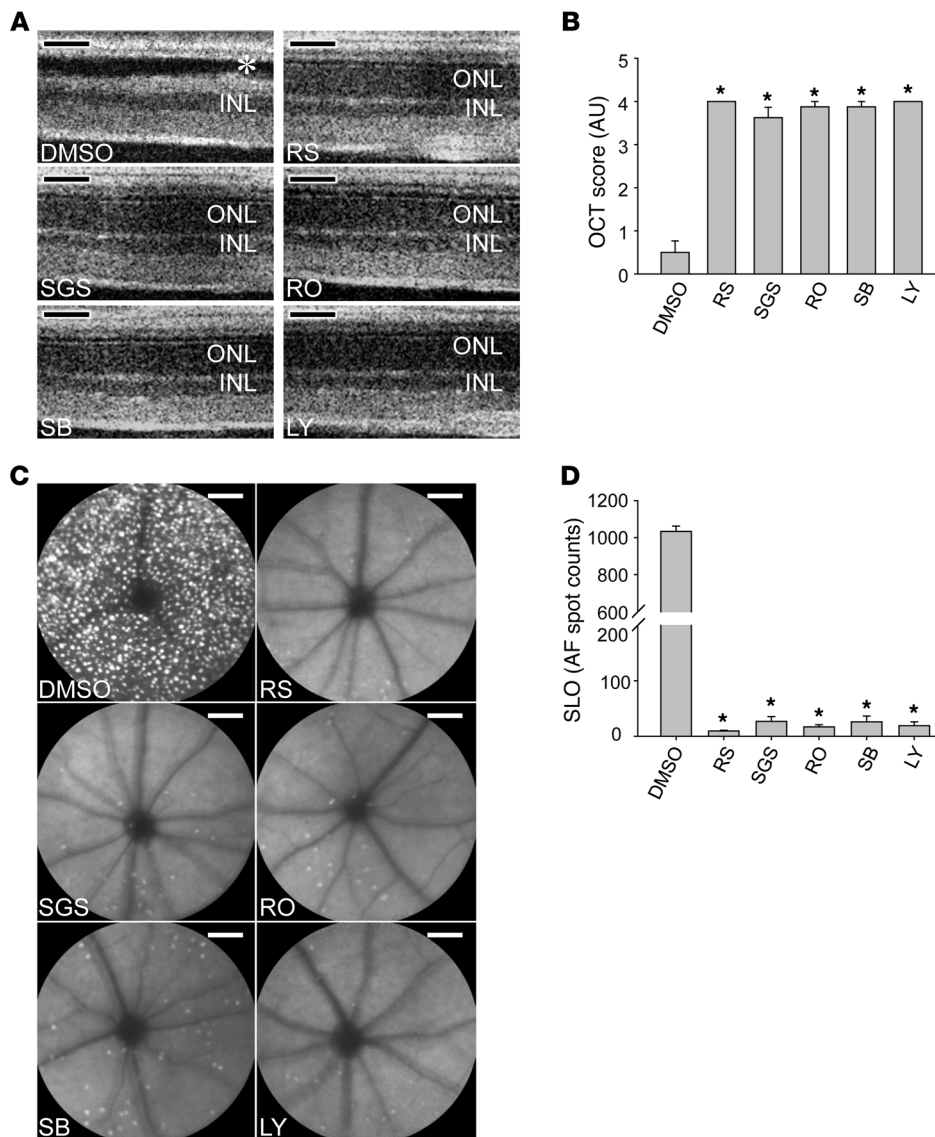 A
*
INL
DMSO
ONL
INL
RS
ONL
INL
SGS
ONL
INL
RO
ONL
INL
SB
ONL
INL
LY
B
OCT score (AU)
5
4
3
2
1
0
* * * * *
DMSO RS SGS RO SB LY
C
DMSO
RS
SGS
RO
SB
LY
D
SLO (AF spot counts)
1200
1000
800
600
200
100
0
* * * * *
DMSO RS SGS RO SB LY